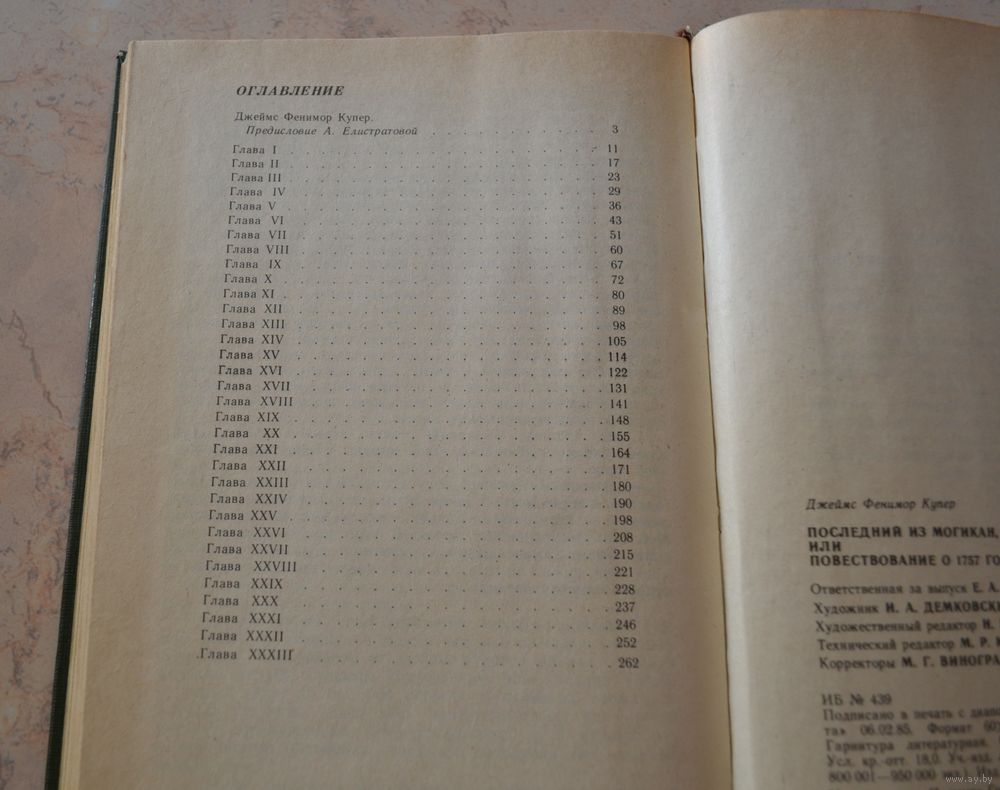 ОГЛАВЛЕНИЕ
Джеймс Фенимор Купер.
Предисловие А. Елистратовой . . . . . . . . . . . 3
Глава I . . . . . . . . . . . . . . . . 11
Глава II . . . . . . . . . . . . . . . . 17
Глава III . . . . . . . . . . . . . . . . 23
Глава IV . . . . . . . . . . . . . . . . 29
Глава V . . . . . . . . . . . . . . . . 36
Глава VI . . . . . . . . . . . . . . . . 43
Глава VII . . . . . . . . . . . . . . . . 51
Глава VIII . . . . . . . . . . . . . . . . 60
Глава IX . . . . . . . . . . . . . . . . 67
Глава X . . . . . . . . . . . . . . . . 72
Глава XI . . . . . . . . . . . . . . . . 80
Глава XII . . . . . . . . . . . . . . . . 89
Глава XIII . . . . . . . . . . . . . . . . 98
Глава XIV . . . . . . . . . . . . . . . . 105
Глава XV . . . . . . . . . . . . . . . . 114
Глава XVI . . . . . . . . . . . . . . . . 122
Глава XVII . . . . . . . . . . . . . . . . 131
Глава XVIII . . . . . . . . . . . . . . . . 141
Глава XIX . . . . . . . . . . . . . . . . 148
Глава XX . . . . . . . . . . . . . . . . 155
Глава XXI . . . . . . . . . . . . . . . . 164
Глава XXII . . . . . . . . . . . . . . . . 171
Глава XXIII . . . . . . . . . . . . . . . . 180
Глава XXIV . . . . . . . . . . . . . . . . 190
Глава XXV . . . . . . . . . . . . . . . . 198
Глава XXVI . . . . . . . . . . . . . . . . 208
Глава XXVII . . . . . . . . . . . . . . . . 215
Глава XXVIII . . . . . . . . . . . . . . . . 221
Глава XXIX . . . . . . . . . . . . . . . . 228
Глава XXX . . . . . . . . . . . . . . . . 237
Глава XXXI . . . . . . . . . . . . . . . . 246
Глава XXXII . . . . . . . . . . . . . . . . 252
Глава XXXIII . . . . . . . . . . . . . . . . 262
Джеймс Фенимор Купер
ПОСЛЕДНИЙ ИЗ МОГИКАН,
ИЛИ
ПОВЕСТВОВАНИЕ О 1757 ГО
Ответственная за выпуск Е. А.
Художник И. А. ДЕМКОВСК
Художественный редактор
Технический редактор М. Р.
Корректоры М. Г. ВИНОГРА
ИБ № 439
Подписано в печать с диапо
та» 06.02.85. Формат 60
Гарнитура литературная.
Усл. кр.-отт. 18,0. Уч.-изд.
800 001—950 000 экз.)
www.ay.by